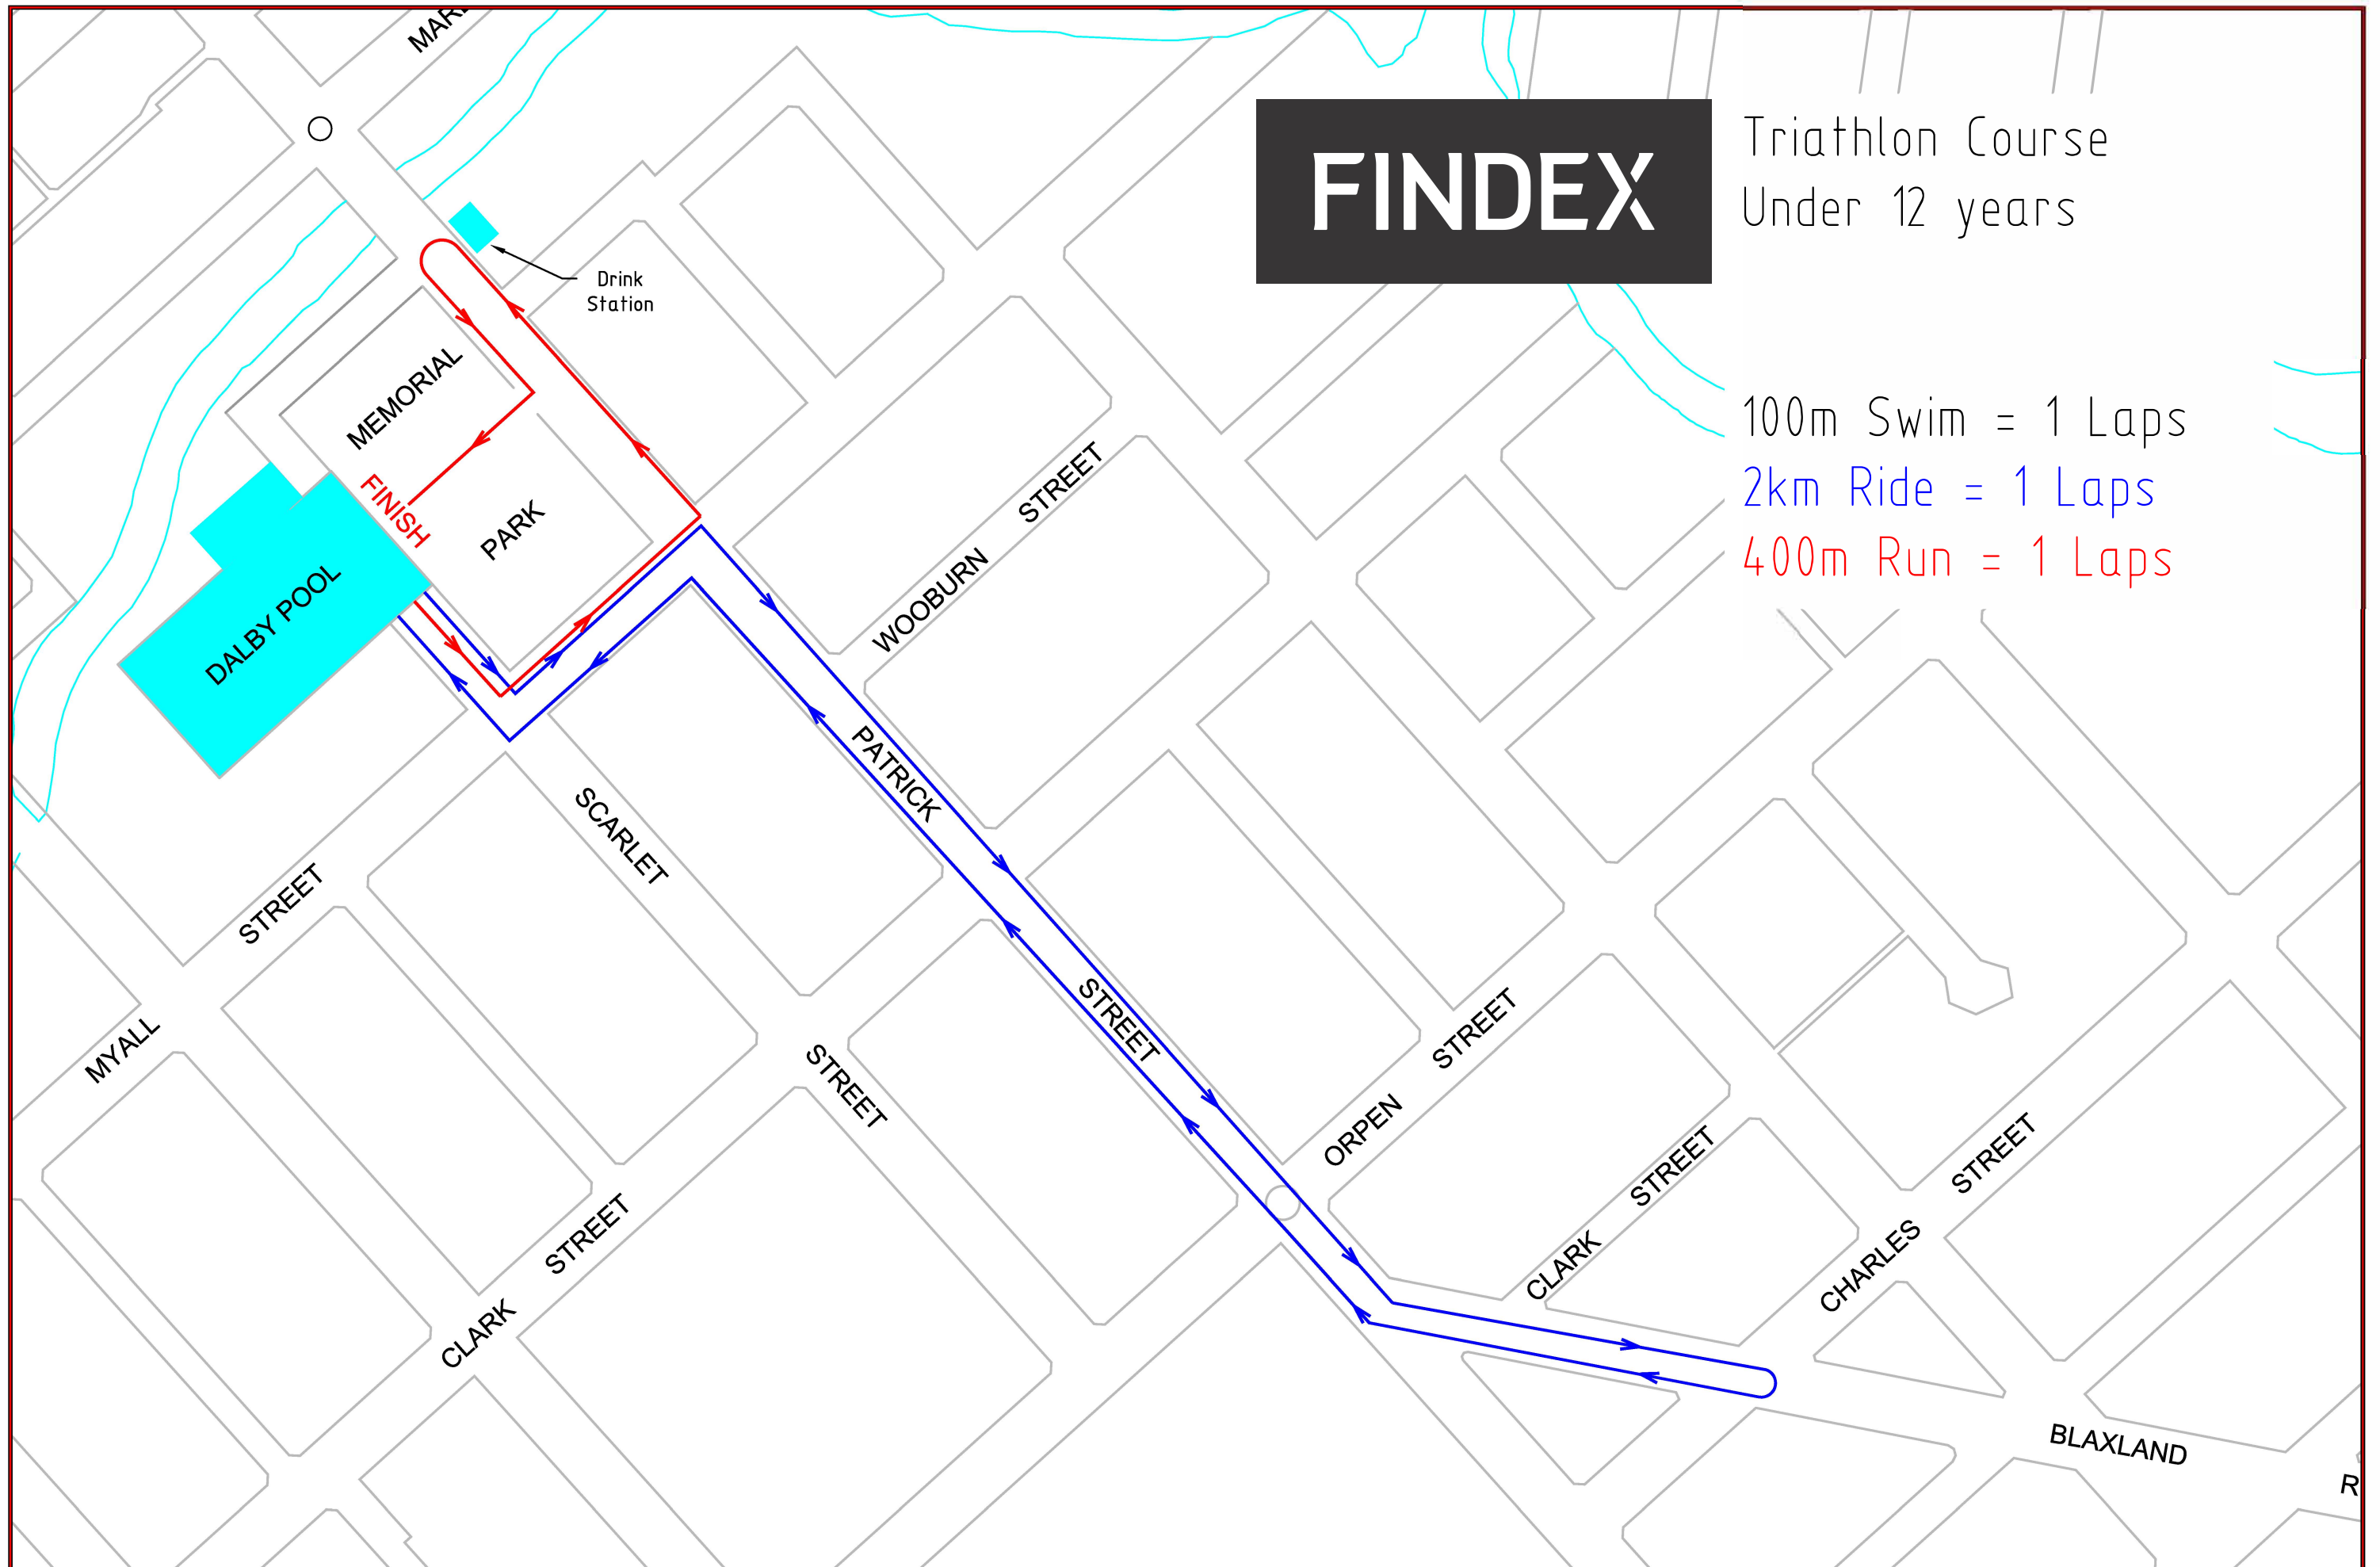 FINDEX
Triathlon Course
Under 12 years
100m Swim = 1 Laps
2km Ride = 1 Laps
400m Run = 1 Laps
Drink
Station
MEMORIAL
PARK
FINISH
DALBY POOL
WOOBURN STREET
PATRICK STREET
SCARLET STREET
MYALL STREET
CLARK STREET
ORPEN STREET
CLARK STREET
CHARLES STREET
BLAXLAND